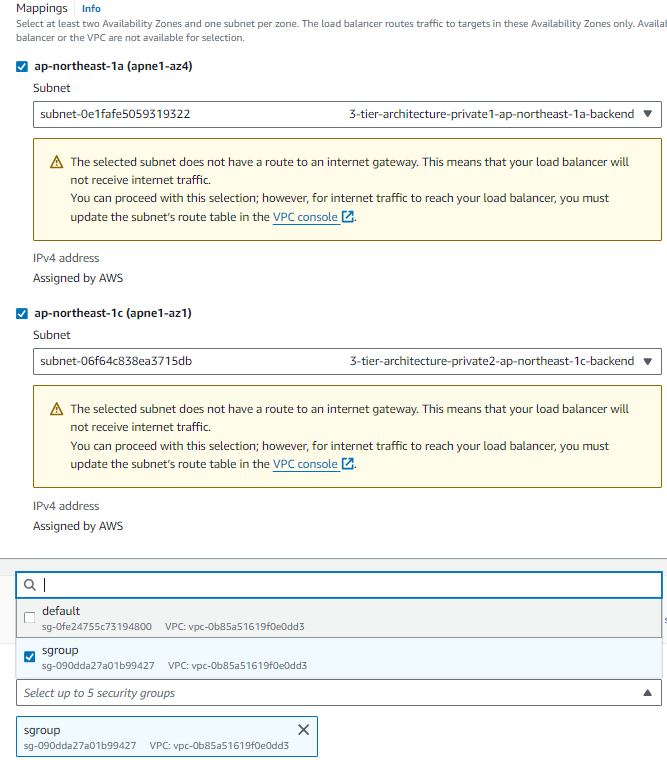 Mappings Info
Select at least two Availability Zones and one subnet per zone. The load balancer routes traffic to targets in these Availability Zones only.
balancer or the VPC are not available for selection.
ap-northeast-1a (apne1-az4)
Subnet
subnet-0e1fafe5059319322 3-tier-architecture-private1-ap-northeast-1a-backend
The selected subnet does not have a route to an internet gateway. This means that your load balancer will
not receive internet traffic.
You can proceed with this selection; however, for internet traffic to reach your load balancer, you must
update the subnet's route table in the VPC console.
IPv4 address
Assigned by AWS
ap-northeast-1c (apne1-az1)
Subnet
subnet-06f64c838ea3715db 3-tier-architecture-private2-ap-northeast-1c-backend
The selected subnet does not have a route to an internet gateway. This means that your load balancer will
not receive internet traffic.
You can proceed with this selection; however, for internet traffic to reach your load balancer, you must
update the subnet's route table in the VPC console.
IPv4 address
Assigned by AWS
default
sg-0fe24755c73194800 VPC: vpc-0b85a51619f0e0dd3
sgroup
sg-090dda27a01b99427 VPC: vpc-0b85a51619f0e0dd3
Select up to 5 security groups
sgroup
sg-090dda27a01b99427 VPC: vpc-0b85a51619f0e0dd3